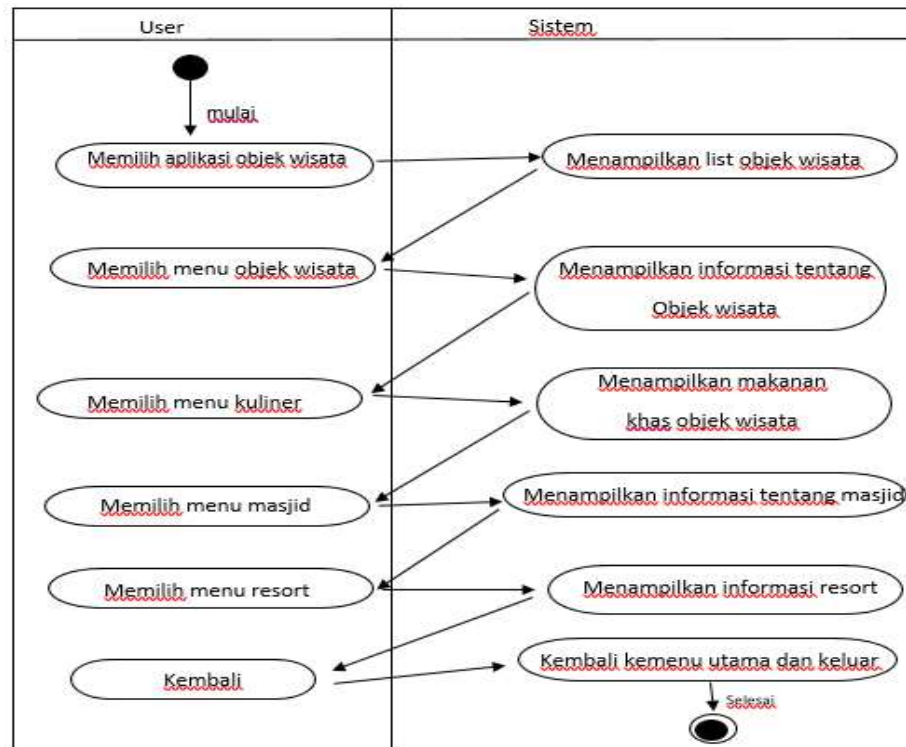 User
Sistem
mulai
Memilih aplikasi objek wisata
Menampilkan list objek wisata
Memilih menu objek wisata
Menampilkan informasi tentang
Objek wisata
Memilih menu kuliner
Menampilkan makanan
khas objek wisata
Memilih menu masjid
Menampilkan informasi tentang masjid
Memilih menu resort
Menampilkan informasi resort
Kembali
Kembali kemenu utama dan keluar
Selesai